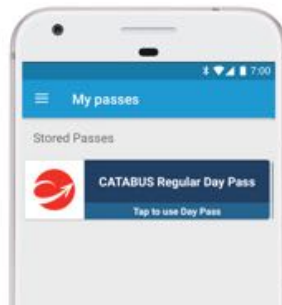 7:00
My passes
Stored Passes
CATABUS Regular Day Pass
Tap to use Day Pass